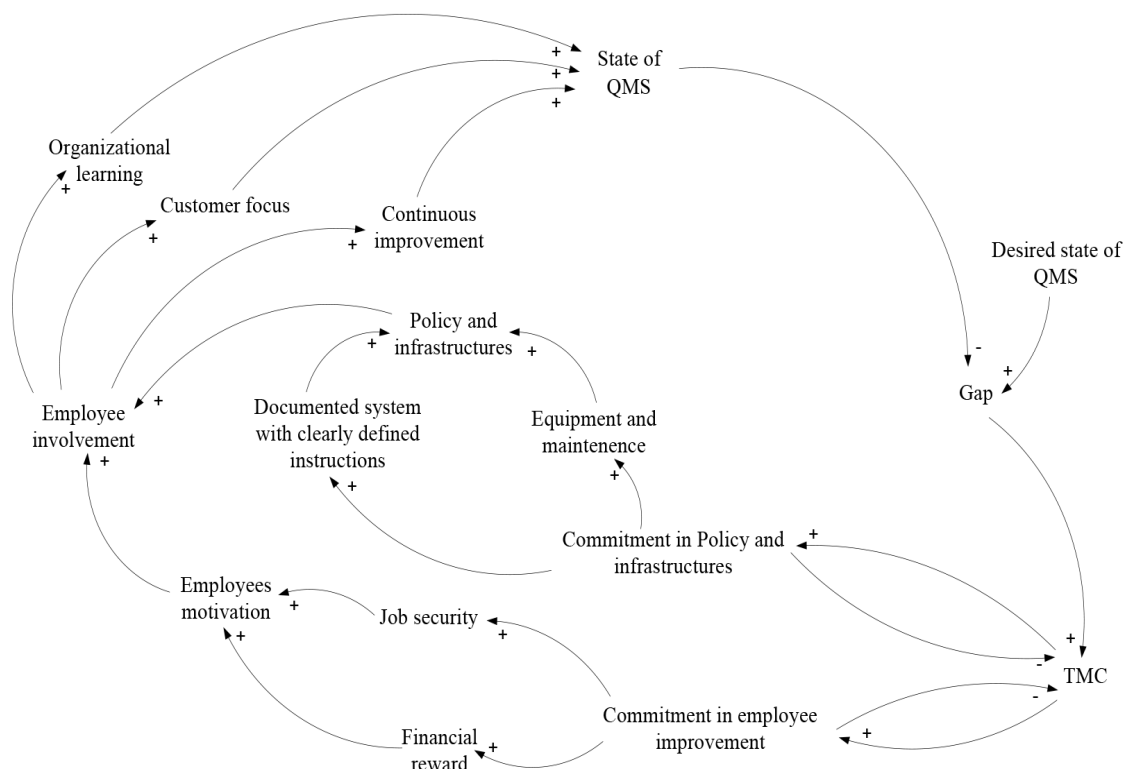 State of
QMS
Organizational
learning
Customer focus
Continuous
improvement
Desired state of
QMS
Policy and
infrastructures
Gap
Employee
involvement
Documented system
with clearly defined
instructions
Equipment and
maintenence
Commitment in Policy and
infrastructures
Employees
motivation
Job security
TMC
Commitment in employee
improvement
Financial
reward
+
+
+
+
+
+
-
+
+
+
+
+
+
+
+
+
+
-
+
+
+
-
+
+